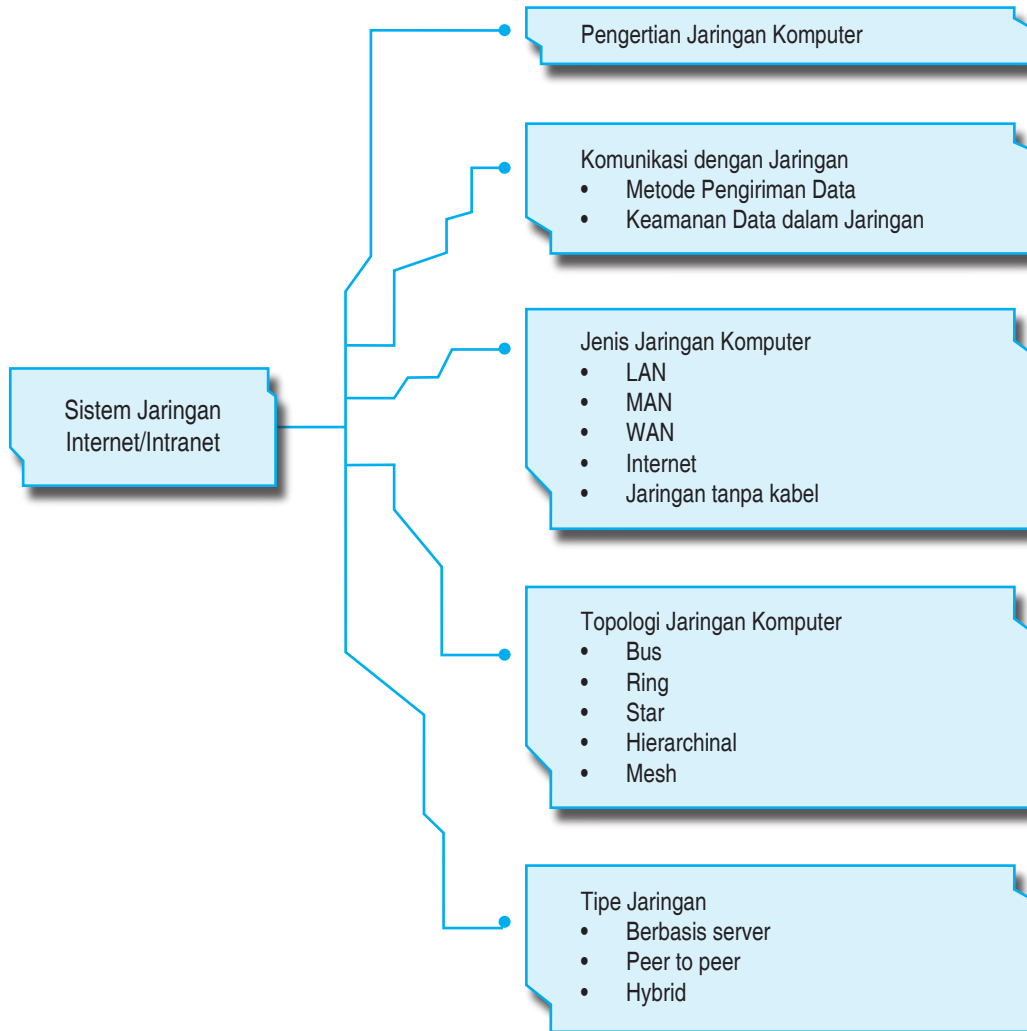 Pengertian Jaringan Komputer
Komunikasi dengan Jaringan
• Metode Pengiriman Data
• Keamanan Data dalam Jaringan
Jenis Jaringan Komputer
• LAN
• MAN
• WAN
• Internet
• Jaringan tanpa kabel
Sistem Jaringan
Internet/Intranet
Topologi Jaringan Komputer
• Bus
• Ring
• Star
• Hierarchinal
• Mesh
Tipe Jaringan
• Berbasis server
• Peer to peer
• Hybrid